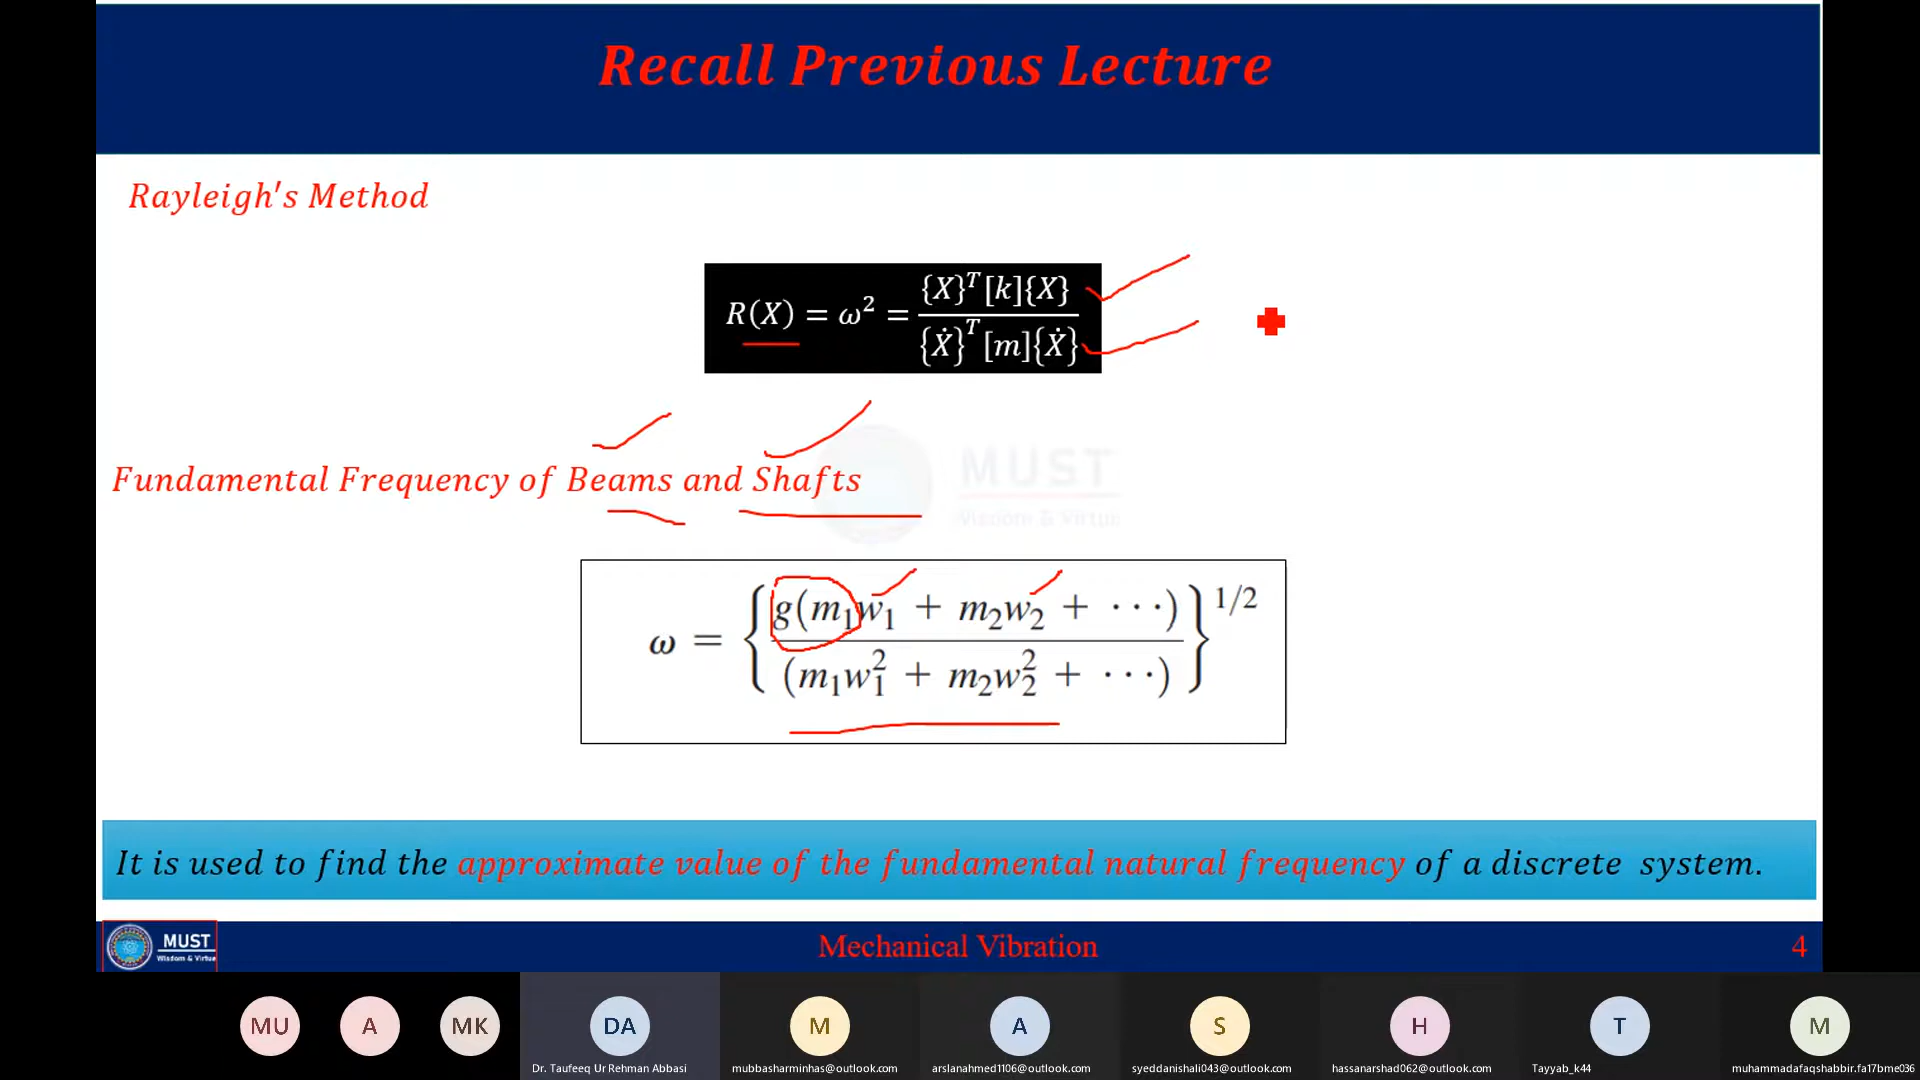 Recall Previous Lecture
Rayleigh's Method
R(X) = ω² = {X}ᵀ[k]{X} / {Ẋ}ᵀ[m]{Ẋ}
Fundamental Frequency of Beams and Shafts
MUST
Wisdom & Virtue
ω = { g(m₁w₁ + m₂w₂ + ···) / (m₁w₁² + m₂w₂² + ···) }^1/2
It is used to find the approximate value of the fundamental natural frequency of a discrete system.
MUST
Wisdom & Virtue
Mechanical Vibration
4
MU A MK DA M A S H T M
Dr. Taufeeq Ur Rehman Abbasi mubbasharminhas@outlook.com arslanahmed1106@outlook.com syeddanishali043@outlook.com hassanarshad062@outlook.com Tayyab_k44 muhammadafaqshabbir.fa17bme036